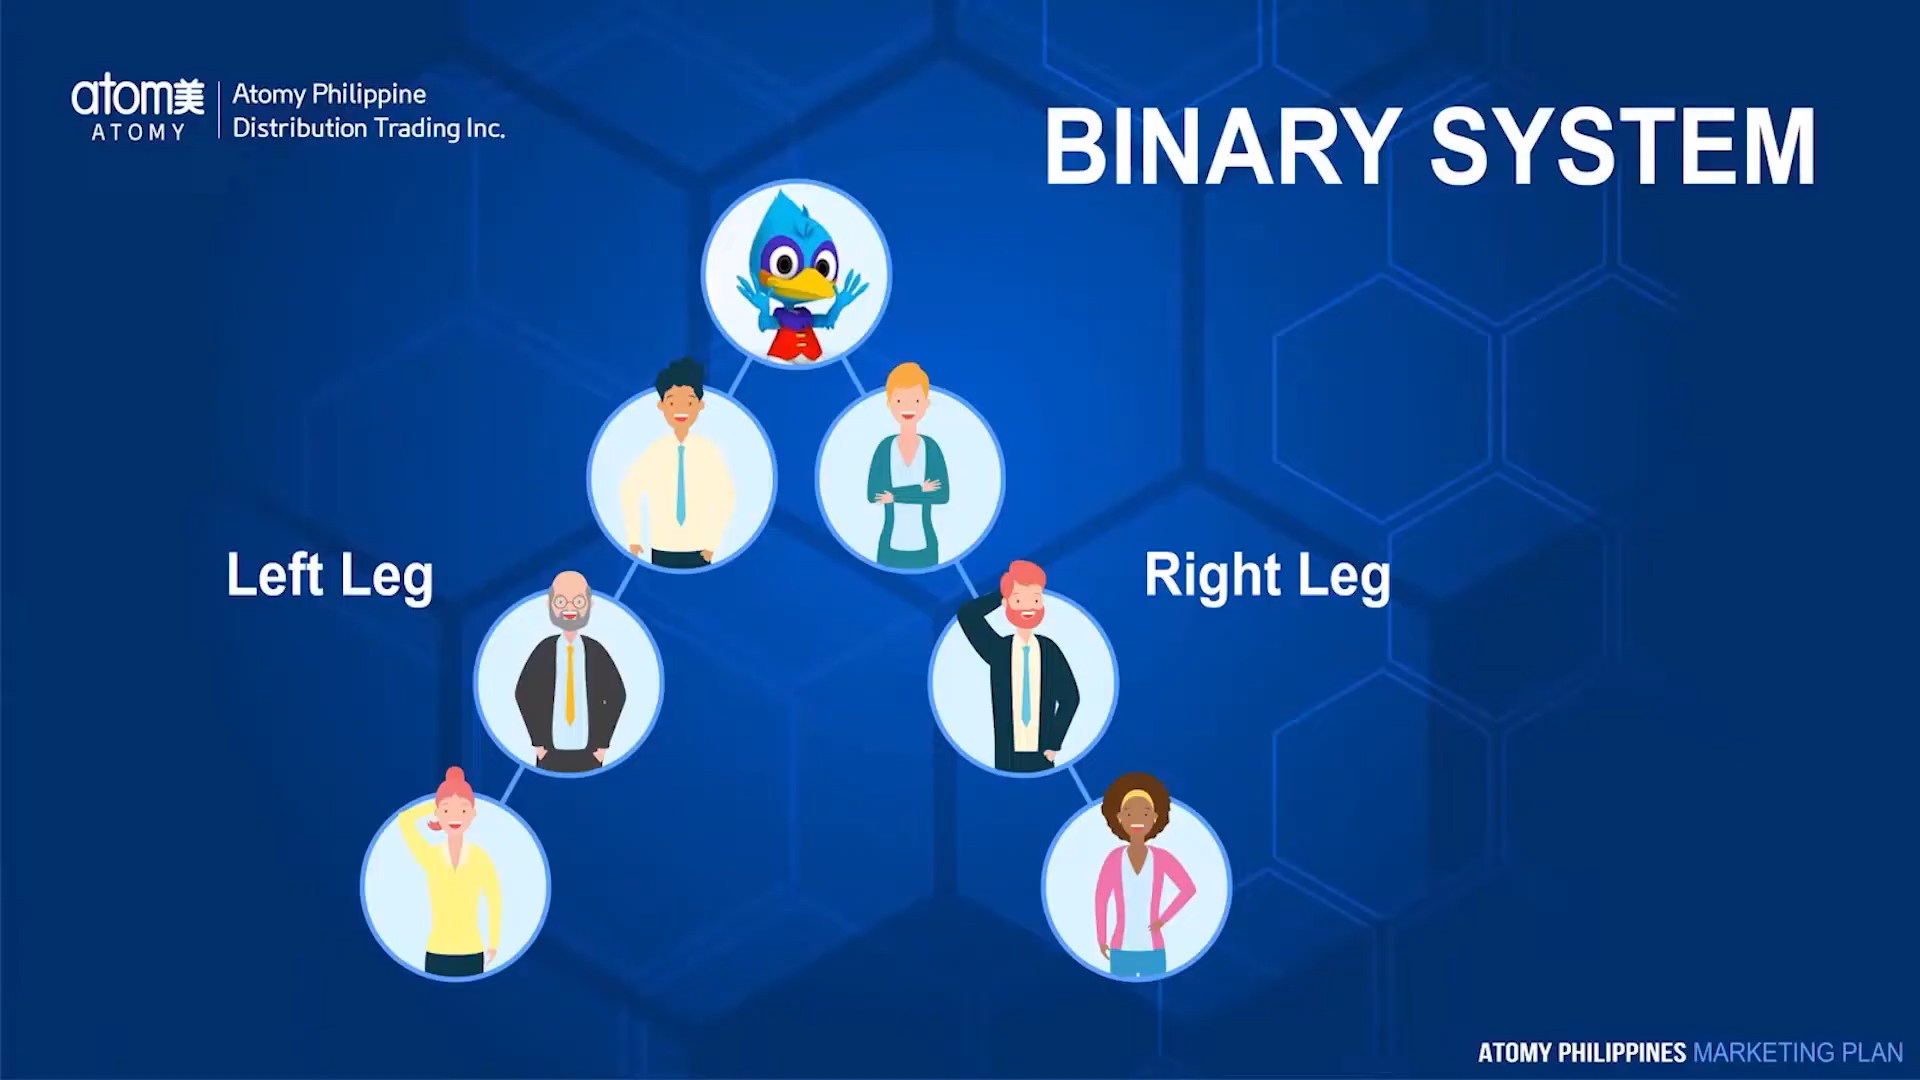 atom美
ATOMY
Atomy Philippine
Distribution Trading Inc.
BINARY SYSTEM
Left Leg
Right Leg
ATOMY PHILIPPINES MARKETING PLAN